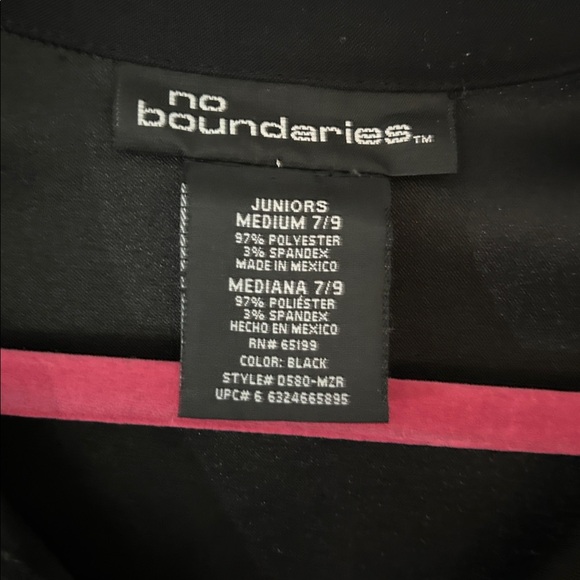 no
boundaries™
JUNIORS
MEDIUM 7/9
97% POLYESTER
3% SPANDEX
MADE IN MEXICO
MEDIANA 7/9
97% POLIÉSTER
3% SPANDEX
HECHO EN MEXICO
RN# 65199
COLOR: BLACK
STYLE# D580-MZR
UPC# 6 6324665895